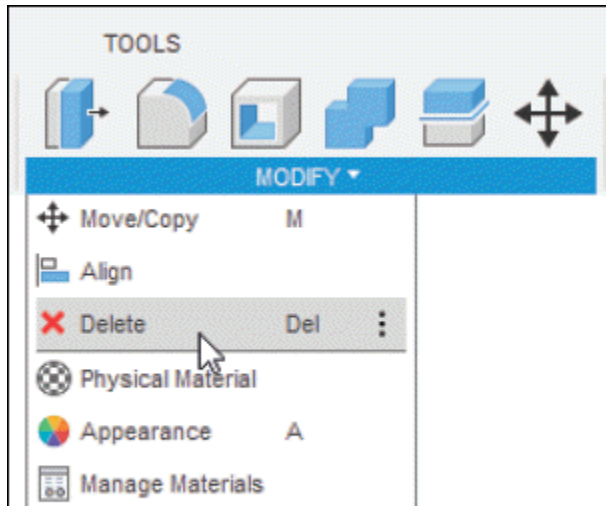 TOOLS
MODIFY
Move/Copy M
Align
Delete Del
Physical Material
Appearance A
Manage Materials